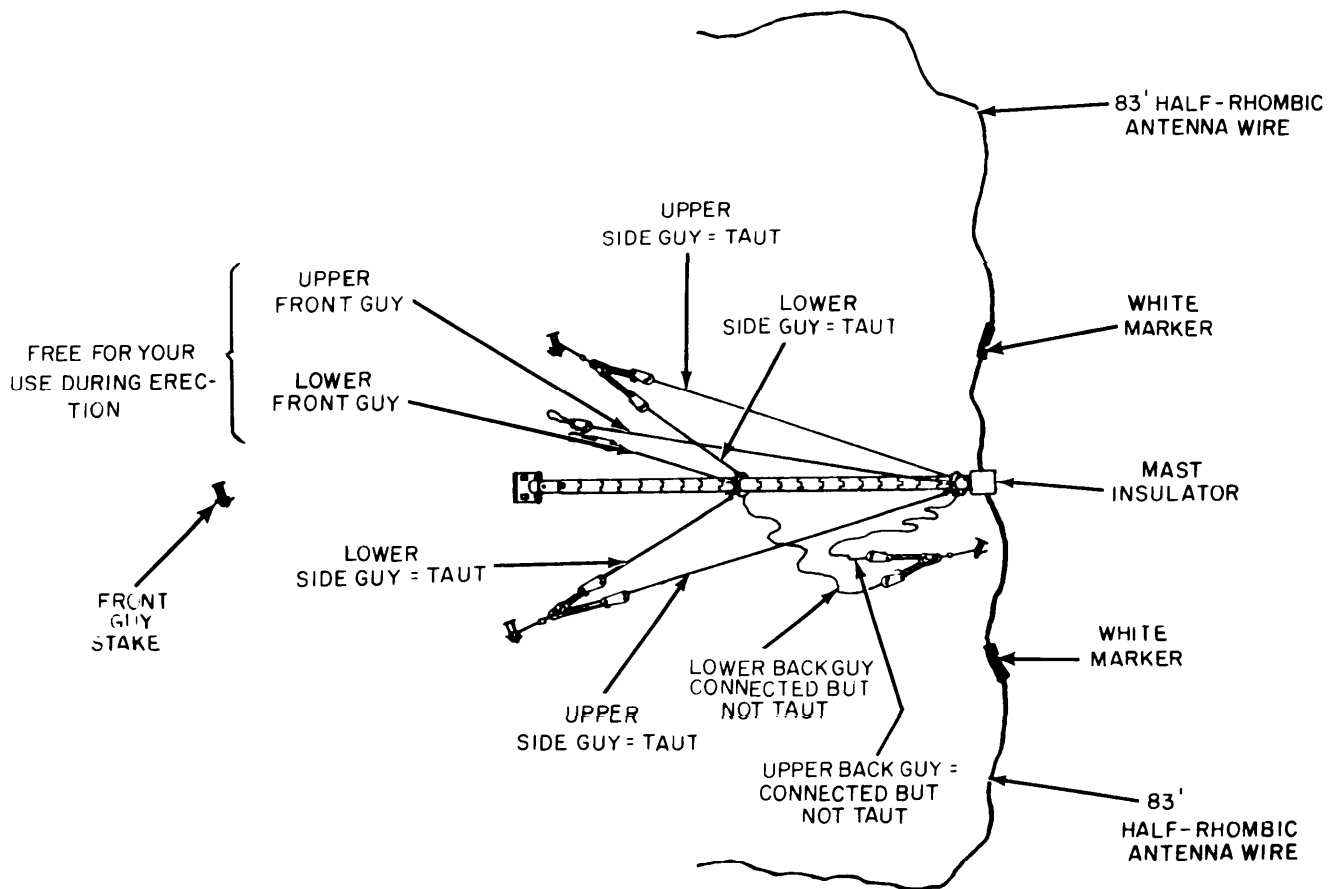 83' HALF-RHOMBIC
ANTENNA WIRE
UPPER
SIDE GUY = TAUT
UPPER
FRONT GUY
LOWER
SIDE GUY = TAUT
WHITE
MARKER
FREE FOR YOUR
USE DURING EREC-
TION
LOWER
FRONT GUY
MAST
INSULATOR
LOWER
SIDE GUY = TAUT
FRONT
GUY
STAKE
WHITE
MARKER
LOWER BACK GUY
CONNECTED BUT
NOT TAUT
UPPER
SIDE GUY = TAUT
UPPER BACK GUY =
CONNECTED BUT
NOT TAUT
83'
HALF-RHOMBIC
ANTENNA WIRE